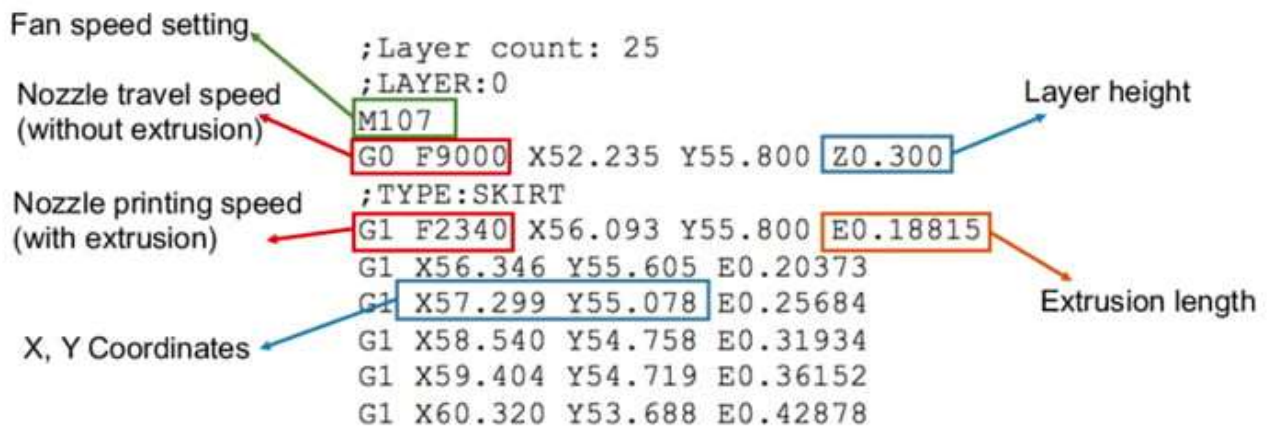 Fan speed setting
Nozzle travel speed
(without extrusion)
Nozzle printing speed
(with extrusion)
X, Y Coordinates
;Layer count: 25
;LAYER:0
M107
G0 F9000 X52.235 Y55.800 Z0.300
;TYPE:SKIRT
G1 F2340 X56.093 Y55.800 E0.18815
G1 X56.346 Y55.605 E0.20373
G1 X57.299 Y55.078 E0.25684
G1 X58.540 Y54.758 E0.31934
G1 X59.404 Y54.719 E0.36152
G1 X60.320 Y53.688 E0.42878
Layer height
Extrusion length